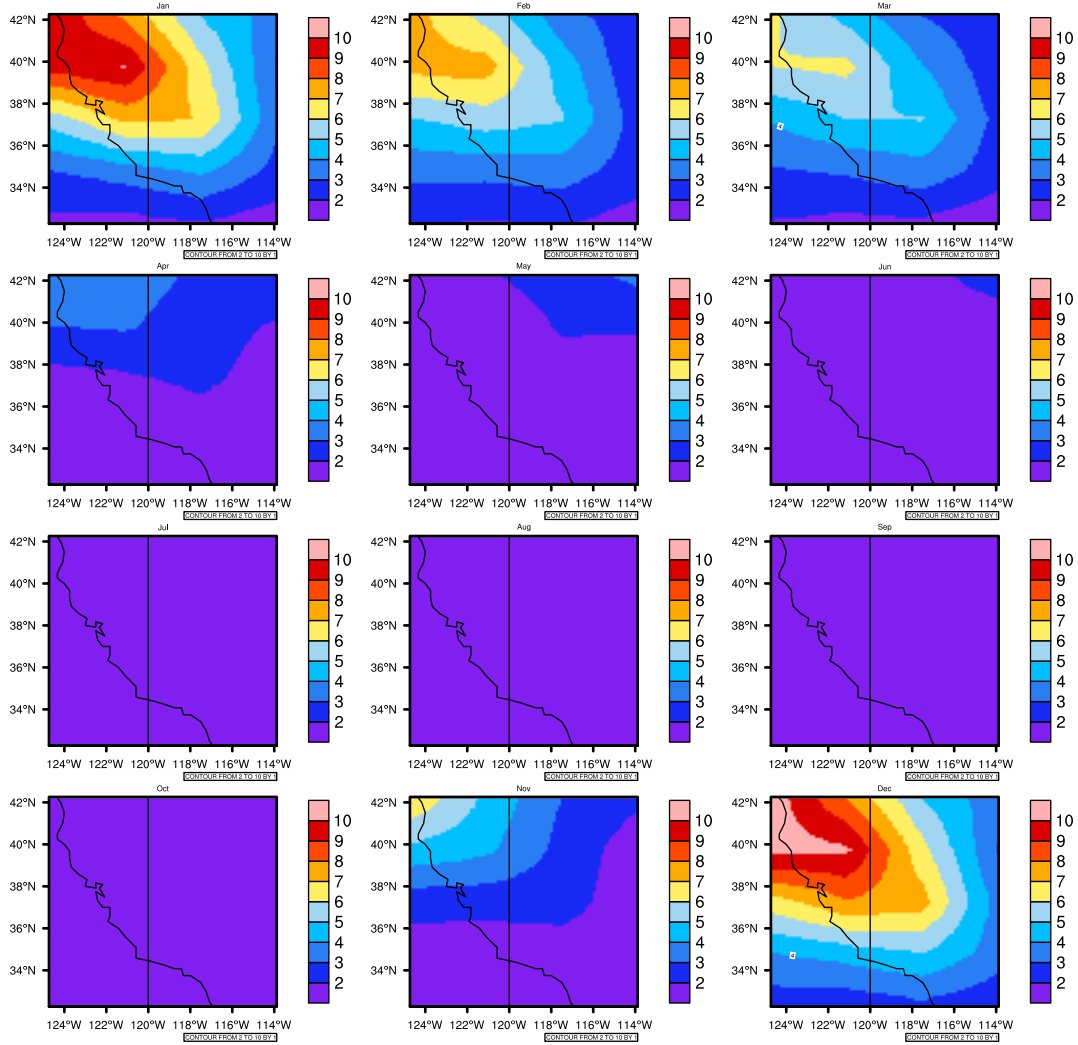 Jan Feb Mar
42°N 10 42°N 10 42°N 10
9 9 9
40°N 8 40°N 8 40°N 8
7 7 7
38°N 6 38°N 6 38°N 6
5 5 4 5
36°N 4 36°N 4 36°N 4
3 3 3
34°N 2 34°N 2 34°N 2
124°W 122°W 120°W 118°W 116°W 114°W 124°W 122°W 120°W 118°W 116°W 114°W 124°W 122°W 120°W 118°W 116°W 114°W
CONTOUR FROM 2 TO 10 BY 1 CONTOUR FROM 2 TO 10 BY 1 CONTOUR FROM 2 TO 10 BY 1
Apr May Jun
42°N 10 42°N 10 42°N 10
9 9 9
40°N 8 40°N 8 40°N 8
7 7 7
38°N 6 38°N 6 38°N 6
5 5 5
36°N 4 36°N 4 36°N 4
3 3 3
34°N 2 34°N 2 34°N 2
124°W 122°W 120°W 118°W 116°W 114°W 124°W 122°W 120°W 118°W 116°W 114°W 124°W 122°W 120°W 118°W 116°W 114°W
CONTOUR FROM 2 TO 10 BY 1 CONTOUR FROM 2 TO 10 BY 1 CONTOUR FROM 2 TO 10 BY 1
Jul Aug Sep
42°N 10 42°N 10 42°N 10
9 9 9
40°N 8 40°N 8 40°N 8
7 7 7
38°N 6 38°N 6 38°N 6
5 5 5
36°N 4 36°N 4 36°N 4
3 3 3
34°N 2 34°N 2 34°N 2
124°W 122°W 120°W 118°W 116°W 114°W 124°W 122°W 120°W 118°W 116°W 114°W 124°W 122°W 120°W 118°W 116°W 114°W
CONTOUR FROM 2 TO 10 BY 1 CONTOUR FROM 2 TO 10 BY 1 CONTOUR FROM 2 TO 10 BY 1
Oct Nov Dec
42°N 10 42°N 10 42°N 10
9 9 9
40°N 8 40°N 8 40°N 8
7 7 7
38°N 6 38°N 6 38°N 6
5 5 5
36°N 4 36°N 4 36°N 4
3 3 4 3
34°N 2 34°N 2 34°N 2
124°W 122°W 120°W 118°W 116°W 114°W 124°W 122°W 120°W 118°W 116°W 114°W 124°W 122°W 120°W 118°W 116°W 114°W
CONTOUR FROM 2 TO 10 BY 1 CONTOUR FROM 2 TO 10 BY 1 CONTOUR FROM 2 TO 10 BY 1